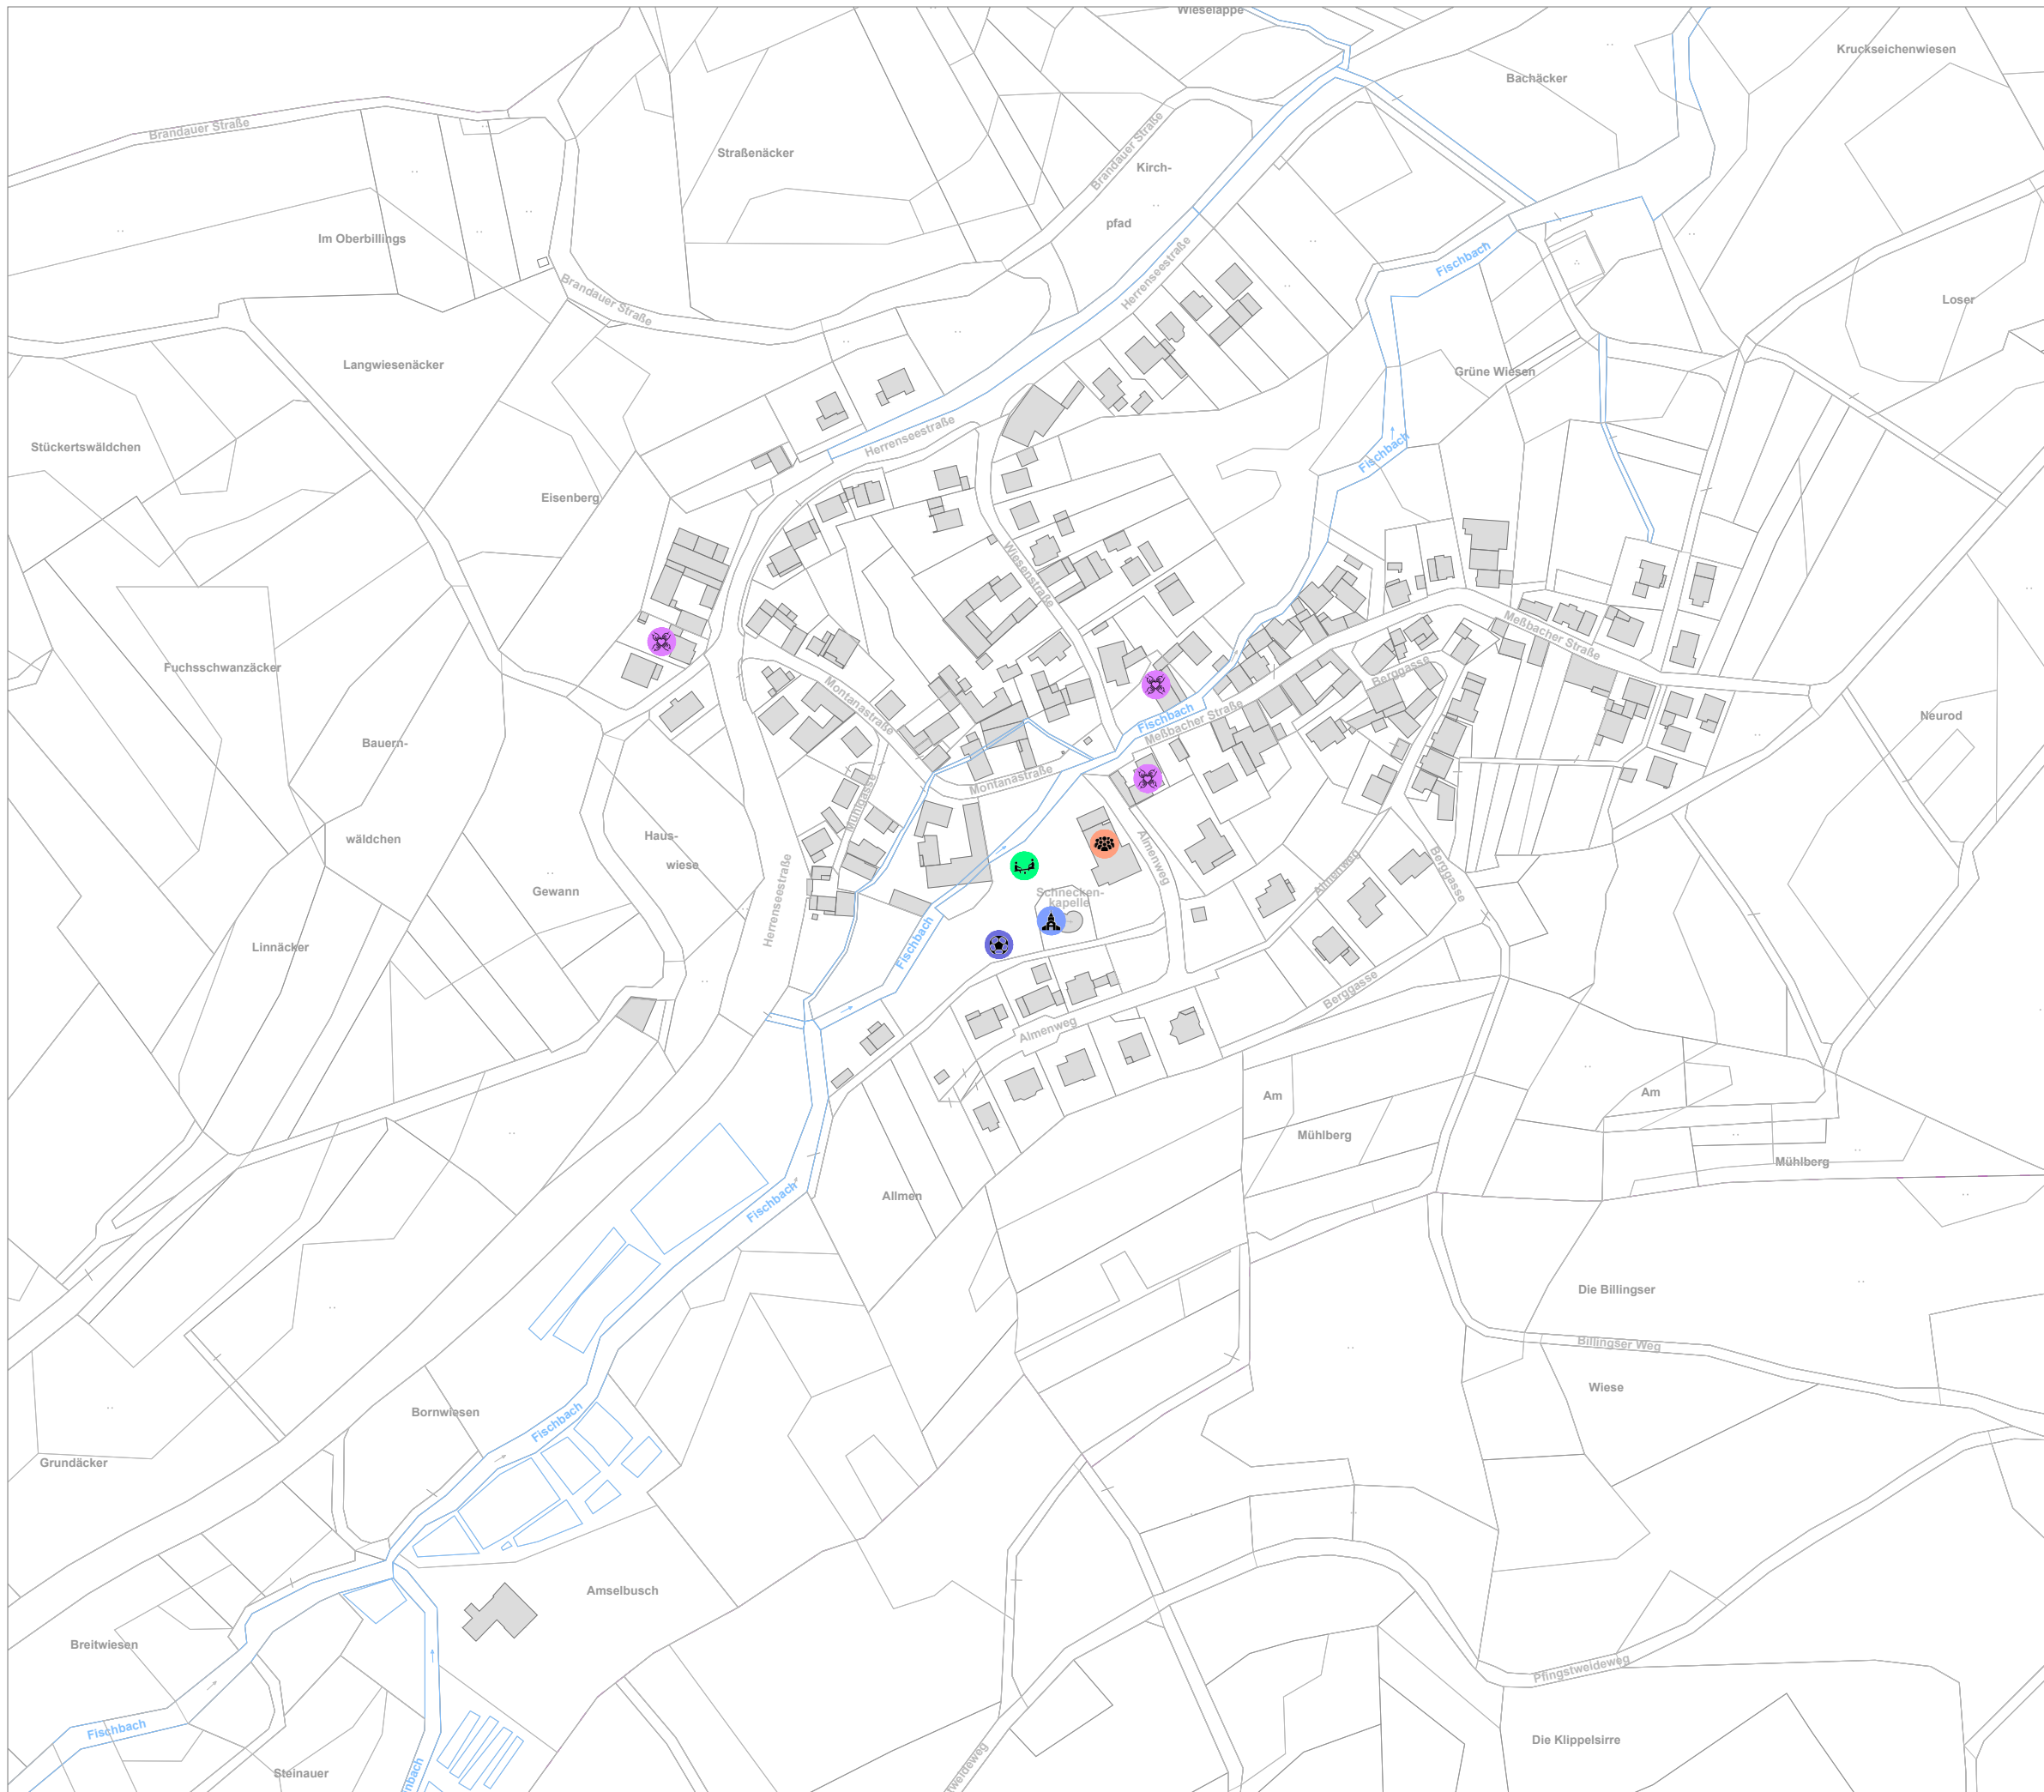 Wieselappe
Kruckseichenwiesen
Bachäcker
Brandauer Straße
Straßenäcker
Brandauer Straße
Kirch-
pfad
Im Oberbillings
Herrenseestraße
Fischbach
Brandauer Straße
Loser
Langwiesenäcker
Grüne Wiesen
Stückertswäldchen
Herrenseestraße
Fischbach
Eisenberg
Wiesenstraße
Meßbacher Straße
Fuchsschwanzäcker
Berggasse
Montanastraße
Fischbach
Meßbacher Straße
Neurod
Bauern-
wäldchen
Montanastraße
Mühlgasse
Haus-
wiese
Almenweg
Almenweg
Berggasse
Gewann
Schnecken-
kapelle
Herrenseestraße
Linnäcker
Fischbach
Berggasse
Almenweg
Am
Mühlberg
Am
Mühlberg
Allmen
Fischbach
Die Billingser
Billingser Weg
Wiese
Bornwiesen
Fischbach
Grundäcker
Amselbusch
Breitwiesen
Pfingstweideweg
Fischbach
Die Klippelsirre
Steinauer